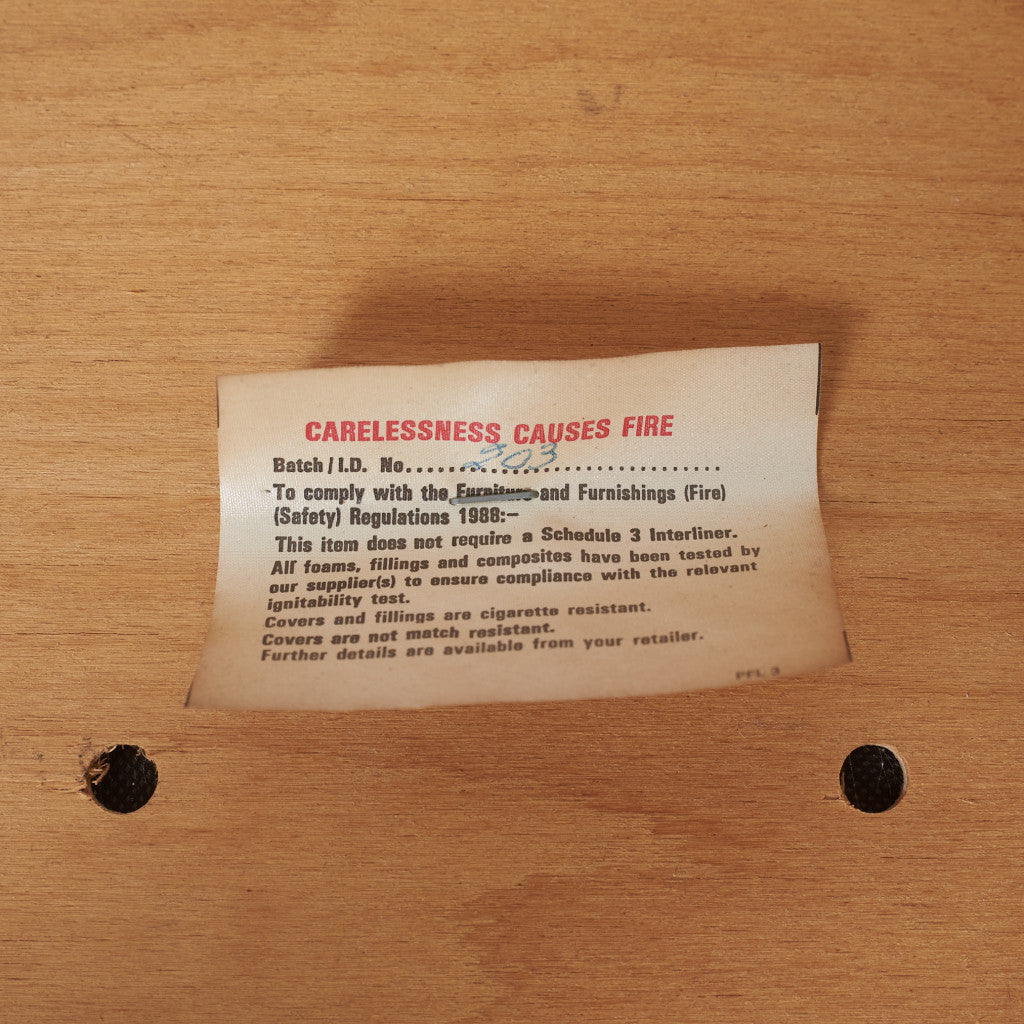 CARELESSNESS CAUSES FIRE
Batch / I.D. No.....303..................
To comply with the Furniture and Furnishings (Fire)
(Safety) Regulations 1988:–
This item does not require a Schedule 3 Interliner.
All foams, fillings and composites have been tested by
our supplier(s) to ensure compliance with the relevant
ignitability test.
Covers and fillings are cigarette resistant.
Covers are not match resistant.
Further details are available from your retailer.
PFL 3